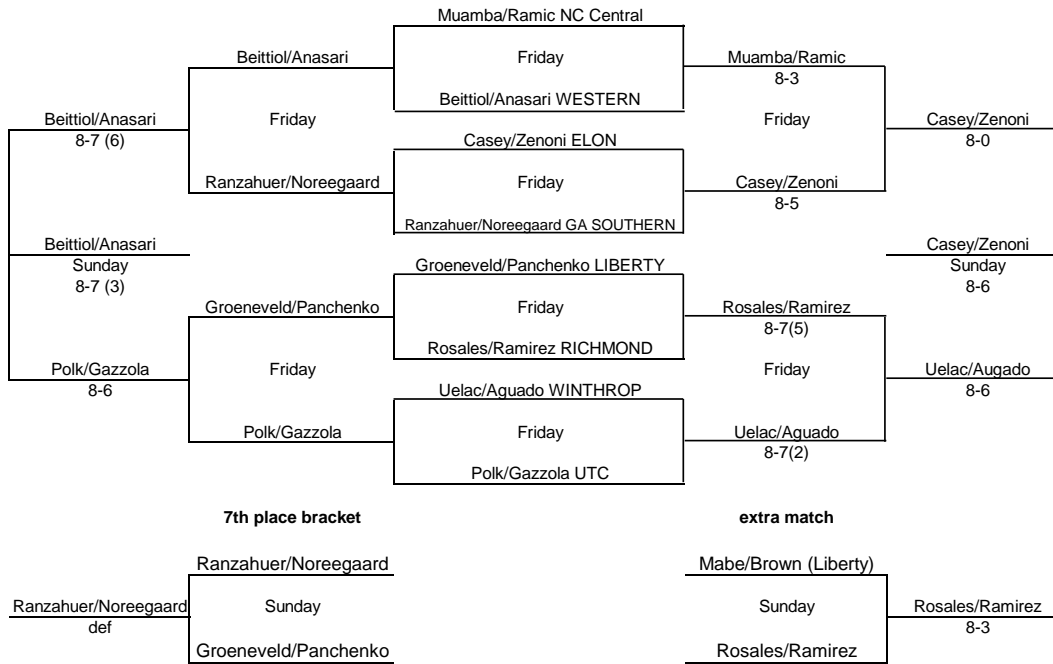 Muamba/Ramic NC Central
Beittiol/Anasari
Friday
Muamba/Ramic
8-3
Beittiol/Anasari WESTERN
Beittiol/Anasari
8-7 (6)
Friday
Friday
Casey/Zenoni
8-0
Casey/Zenoni ELON
Ranzahuer/Noreegaard
Friday
Casey/Zenoni
8-5
Ranzahuer/Noreegaard GA SOUTHERN
Beittiol/Anasari
Sunday
8-7 (3)
Casey/Zenoni
Sunday
8-6
Groeneveld/Panchenko LIBERTY
Groeneveld/Panchenko
Friday
Rosales/Ramirez
8-7(5)
Rosales/Ramirez RICHMOND
Polk/Gazzola
8-6
Friday
Friday
Uelac/Augado
8-6
Uelac/Aguado WINTHROP
Polk/Gazzola
Friday
Uelac/Aguado
8-7(2)
Polk/Gazzola UTC
7th place bracket
extra match
Ranzahuer/Noreegaard
Mabe/Brown (Liberty)
Ranzahuer/Noreegaard
def
Sunday
Sunday
Rosales/Ramirez
8-3
Groeneveld/Panchenko
Rosales/Ramirez